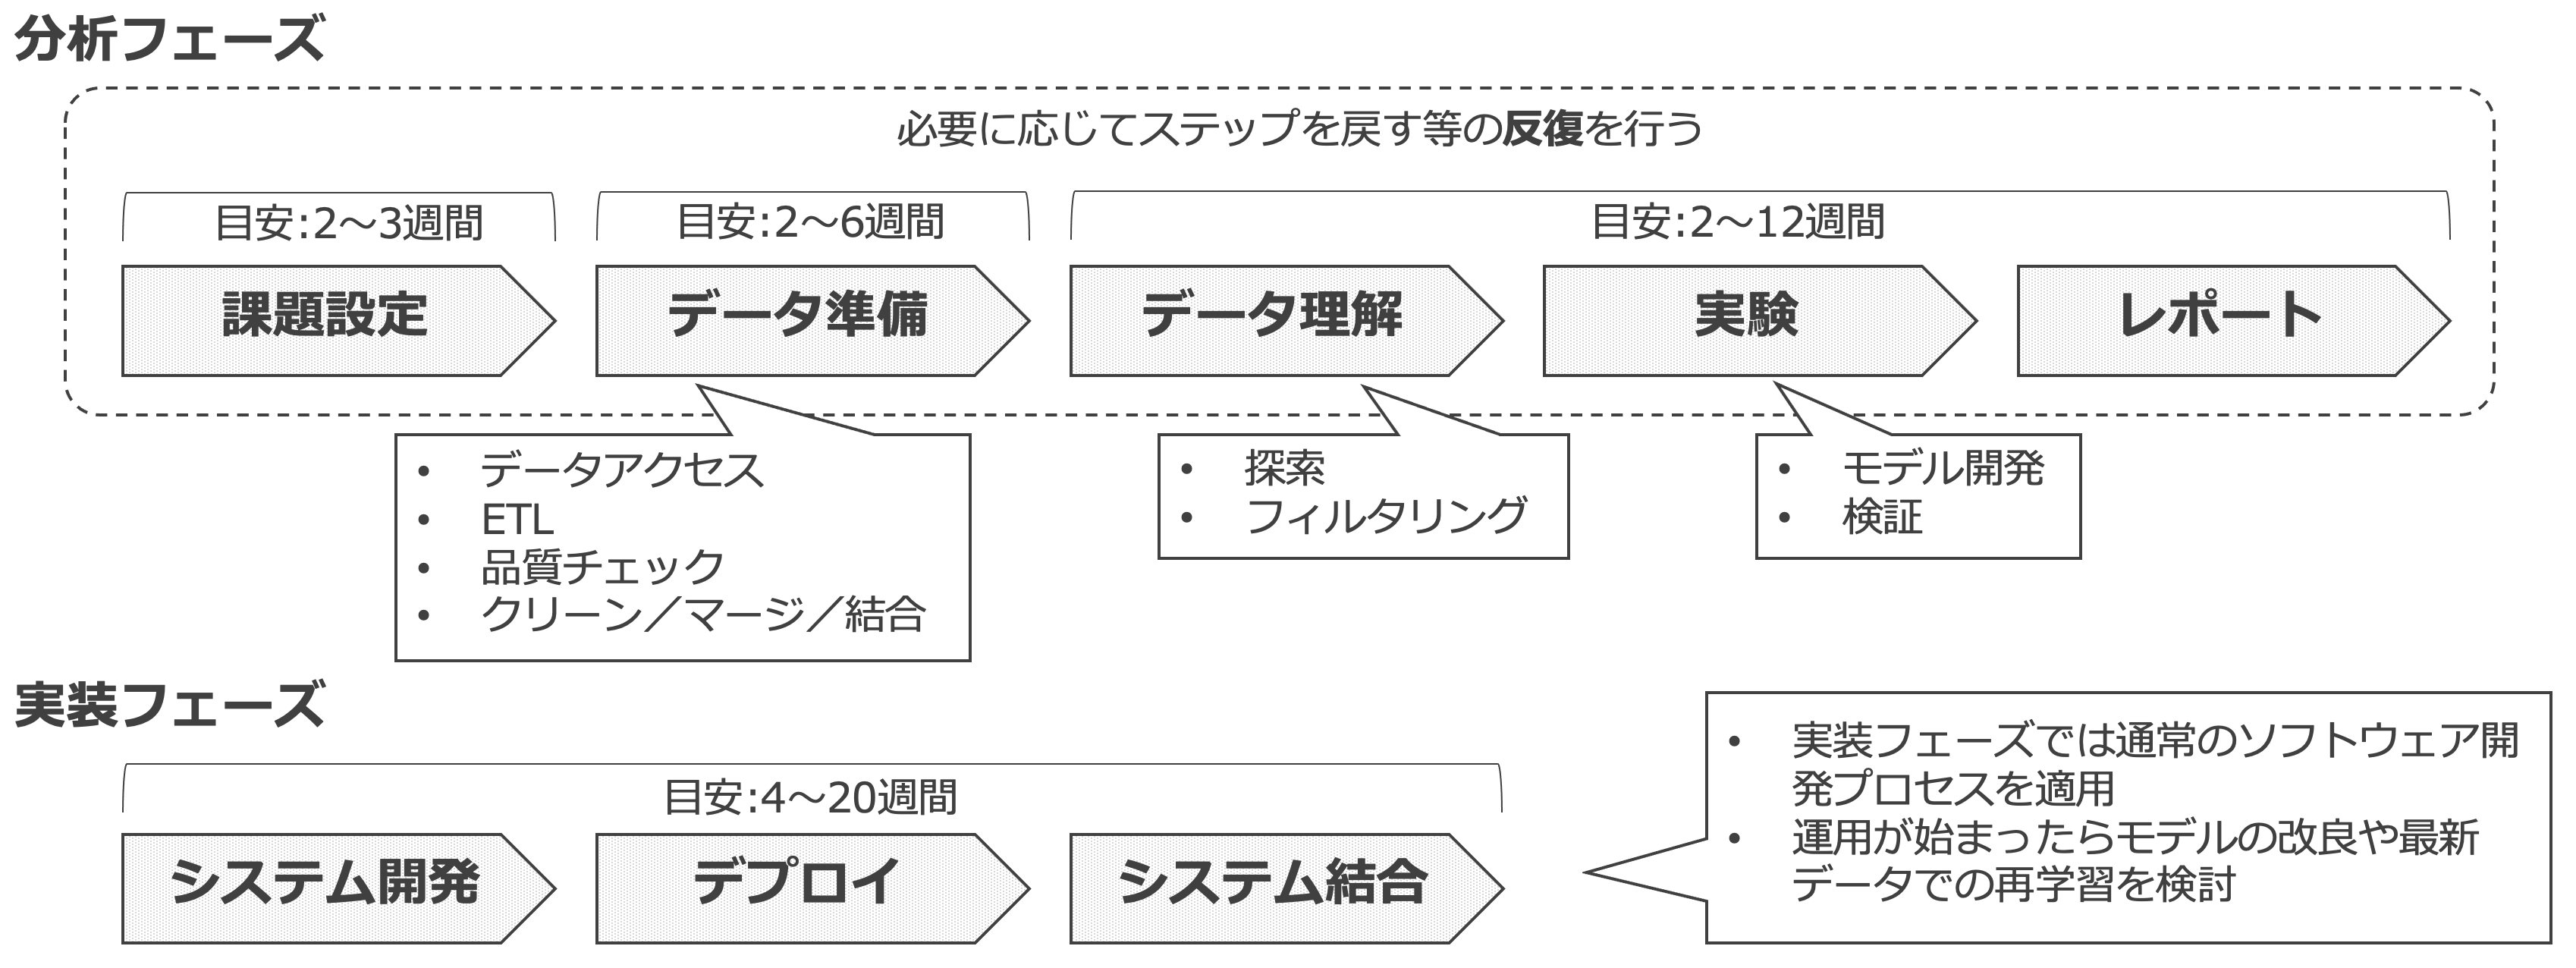 分析フェーズ
必要に応じてステップを戻す等の反復を行う
目安:2～3週間
目安:2～6週間
目安:2～12週間
課題設定
データ準備
データ理解
実験
レポート
• データアクセス
• ETL
• 品質チェック
• クリーン／マージ／結合
• 探索
• フィルタリング
• モデル開発
• 検証
実装フェーズ
目安:4～20週間
システム開発
デプロイ
システム結合
• 実装フェーズでは通常のソフトウェア開
発プロセスを適用
• 運用が始まったらモデルの改良や最新
データでの再学習を検討